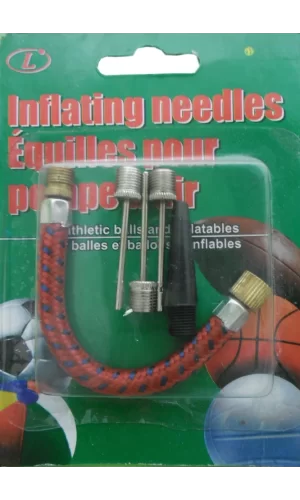 L
Inflating needles
Équilles pour
athletic balls and inflatables
balles et ballons inflables